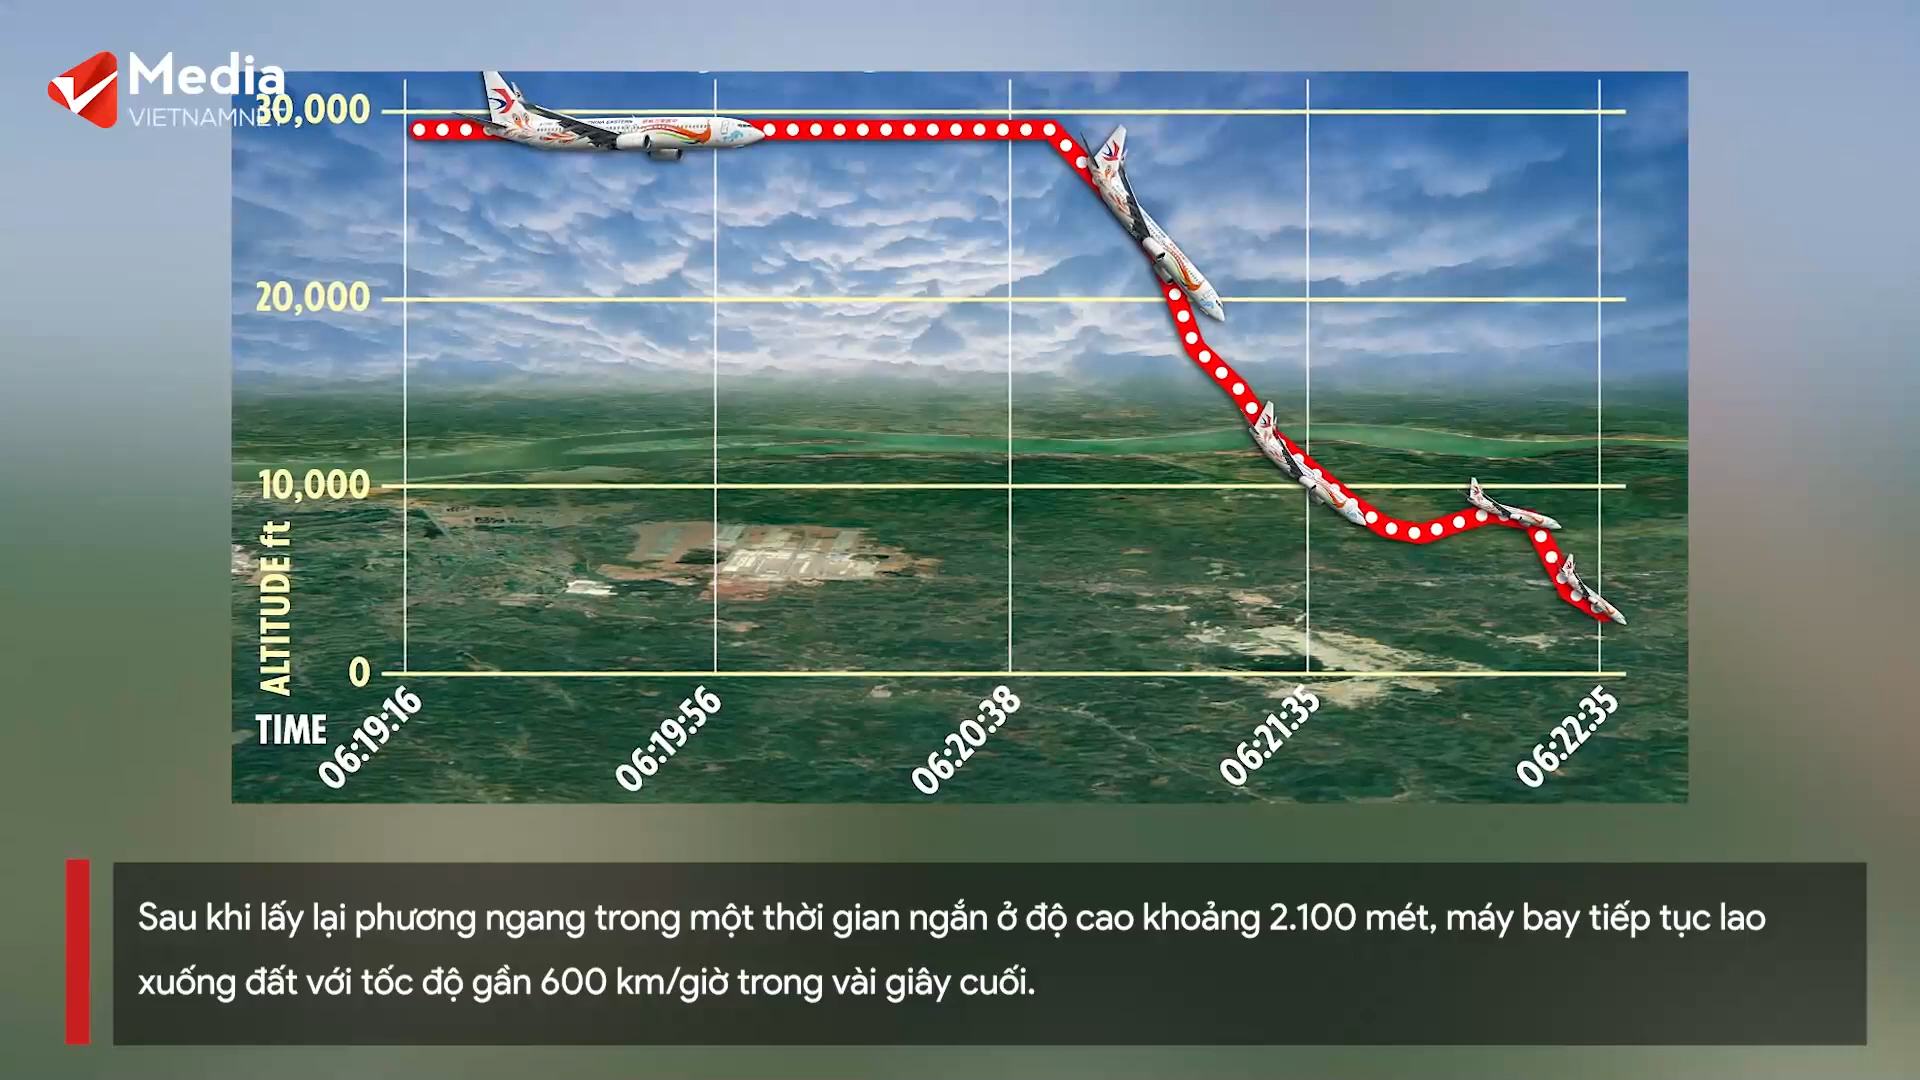 Media
VIETNAMNET
30,000
20,000
10,000
0
ALTITUDE ft
TIME
06:19:16
06:19:56
06:20:38
06:21:35
06:22:35
CHINA EASTERN
Sau khi lấy lại phương ngang trong một thời gian ngắn ở độ cao khoảng 2.100 mét, máy bay tiếp tục lao
xuống đất với tốc độ gần 600 km/giờ trong vài giây cuối.